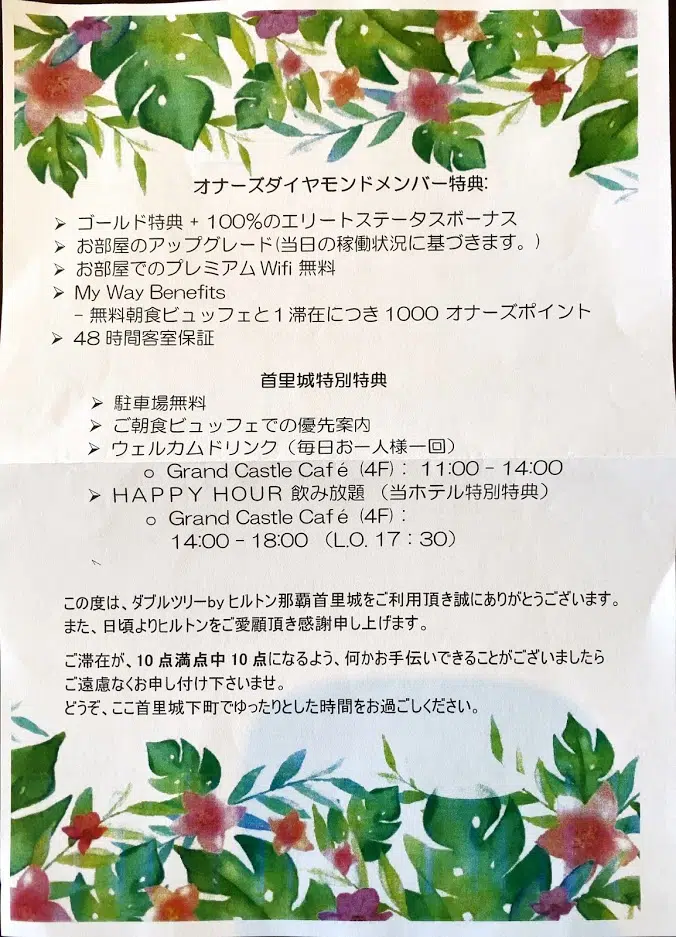 オナーズダイヤモンドメンバー特典:
➢ ゴールド特典 + 100%のエリートステータスボーナス
➢ お部屋のアップグレード(当日の稼働状況に基づきます。)
➢ お部屋でのプレミアムWifi 無料
➢ My Way Benefits
– 無料朝食ビュッフェと1滞在につき1000 オナーズポイント
➢ 48 時間客室保証
首里城特別特典
➢ 駐車場無料
➢ ご朝食ビュッフェでの優先案内
➢ ウェルカムドリンク（毎日お一人様一回）
o Grand Castle Café (4F)： 11:00 – 14:00
➢ HAPPY HOUR 飲み放題 （当ホテル特別特典）
o Grand Castle Café (4F)：
14:00 – 18:00 （L.O. 17：30）
この度は、ダブルツリーby ヒルトン那覇首里城をご利用頂き誠にありがとうございます。
また、日頃よりヒルトンをご愛顧頂き感謝申し上げます。
ご滞在が、10 点満点中 10 点になるよう、何かお手伝いできることがございましたら
ご遠慮なくお申し付け下さいませ。
どうぞ、ここ首里城下町でゆったりとした時間をお過ごしください。